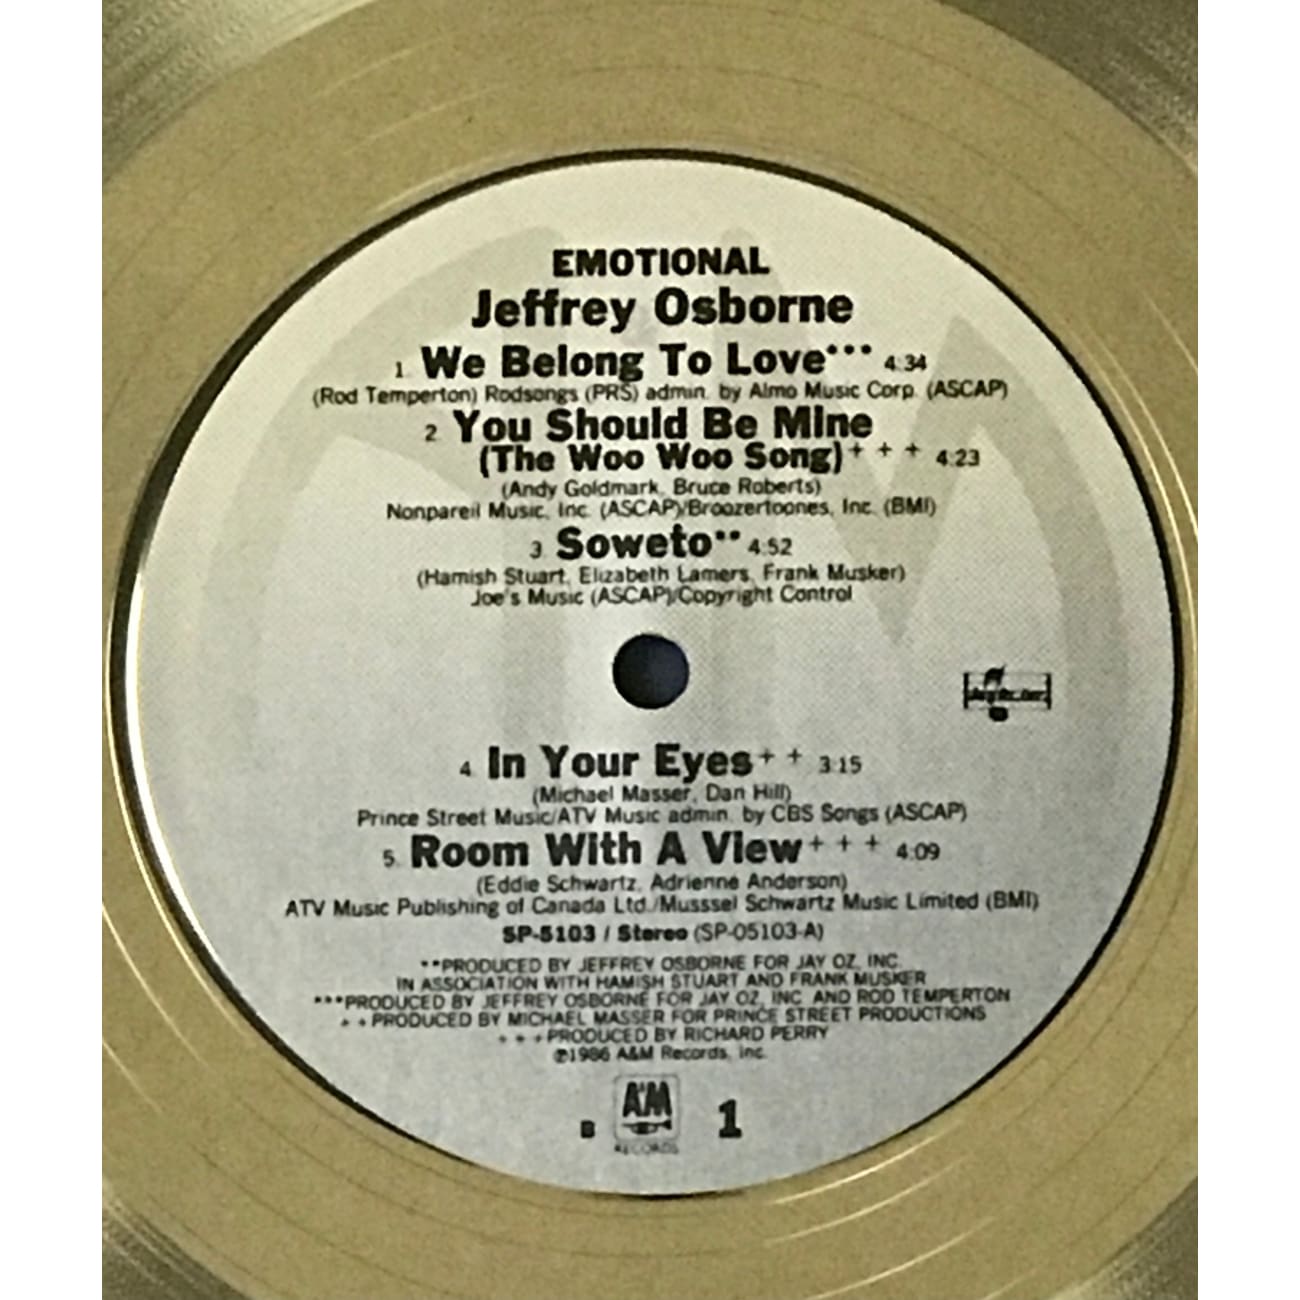 EMOTIONAL
Jeffrey Osborne
1. We Belong To Love*** 4:34
(Rod Temperton) Rodsongs (PRS) admin. by Almo Music Corp. (ASCAP)
2. You Should Be Mine
(The Woo Woo Song)+ + + 4:23
(Andy Goldmark, Bruce Roberts)
Nonpareil Music, Inc. (ASCAP)/Broozertoones, Inc. (BMI)
3. Soweto** 4:52
(Hamish Stuart, Elizabeth Lamers, Frank Musker)
Joe's Music (ASCAP)/Copyright Control
4. In Your Eyes+ + 3:15
(Michael Masser, Dan Hill)
Prince Street Music/ATV Music admin. by CBS Songs (ASCAP)
5. Room With A View+ + + 4:09
(Eddie Schwartz, Adrienne Anderson)
ATV Music Publishing of Canada Ltd./Musssel Schwartz Music Limited (BMI)
SP-5103 / Stereo (SP-05103-A)
**PRODUCED BY JEFFREY OSBORNE FOR JAY OZ, INC.
IN ASSOCIATION WITH HAMISH STUART AND FRANK MUSKER
***PRODUCED BY JEFFREY OSBORNE FOR JAY OZ, INC. AND ROD TEMPERTON
+ +PRODUCED BY MICHAEL MASSER FOR PRINCE STREET PRODUCTIONS
+ + +PRODUCED BY RICHARD PERRY
℗1986 A&M Records, Inc.
B A&M 1
RECORDS